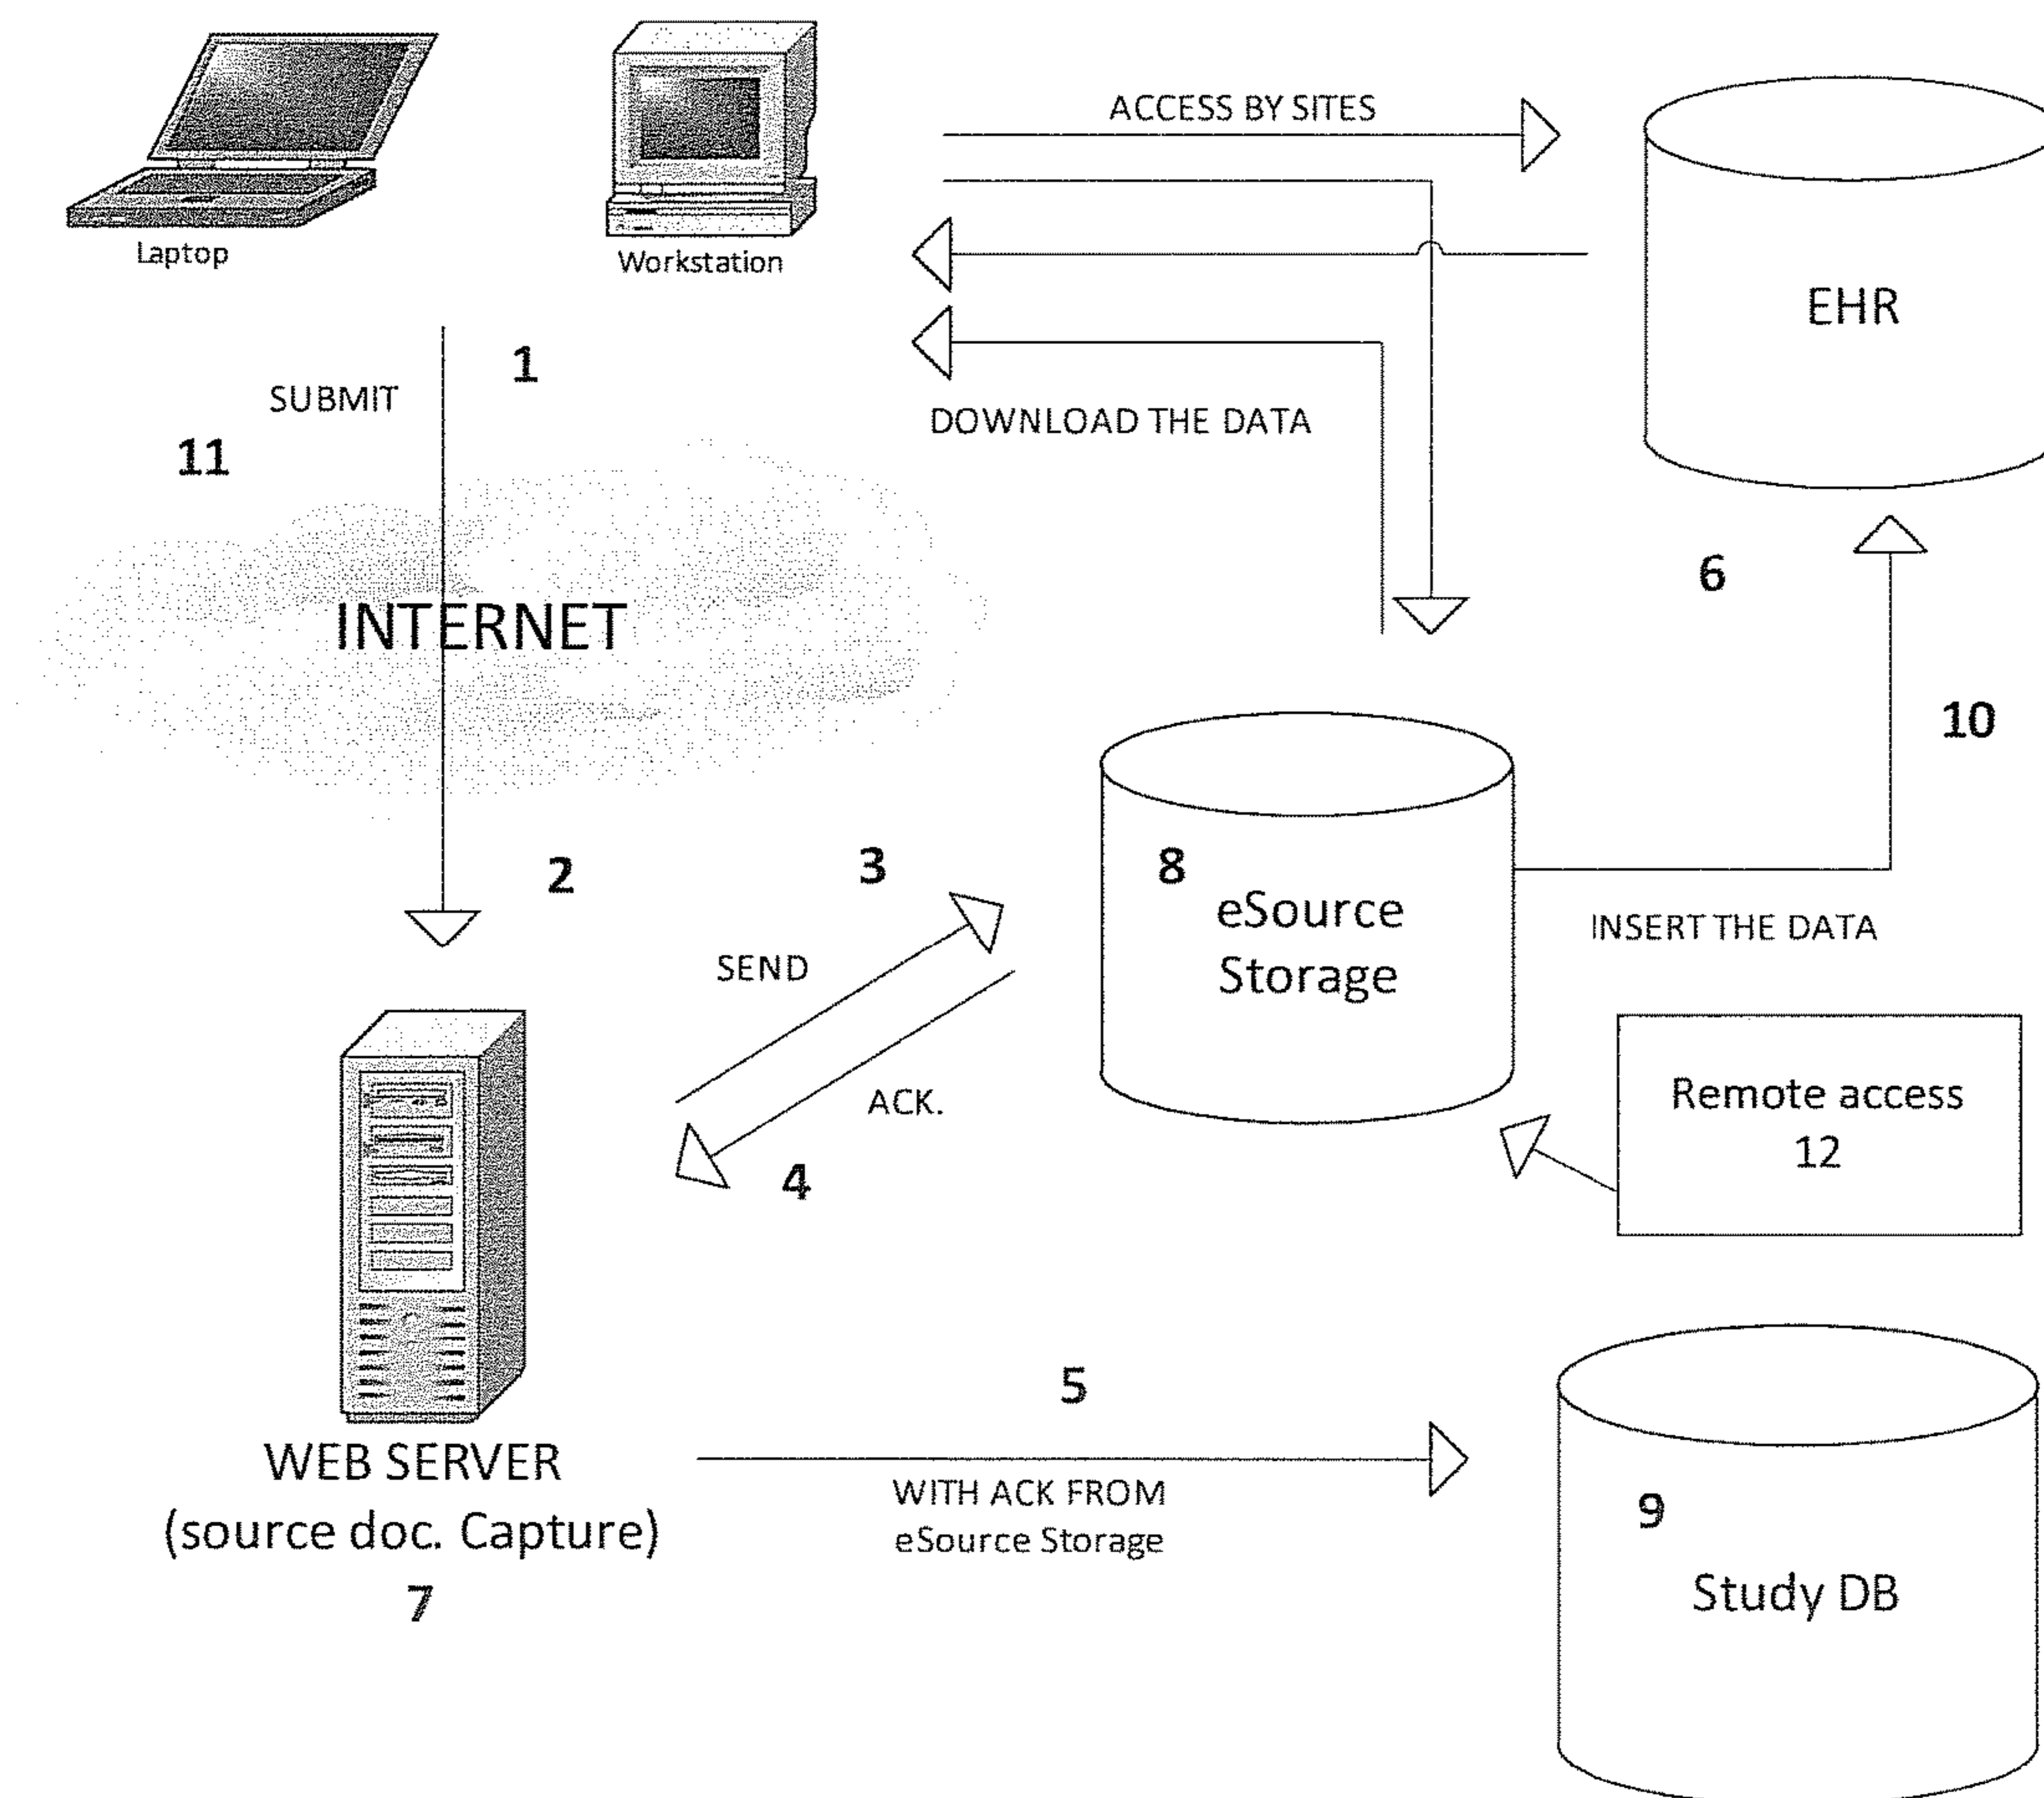 ACCESS BY SITES
Laptop
Workstation
EHR
1
SUBMIT
DOWNLOAD THE DATA
11
6
INTERNET
10
2
3
8
eSource
Storage
INSERT THE DATA
SEND
Remote access
12
ACK.
4
5
WEB SERVER
(source doc. Capture)
7
WITH ACK FROM
eSource Storage
9
Study DB